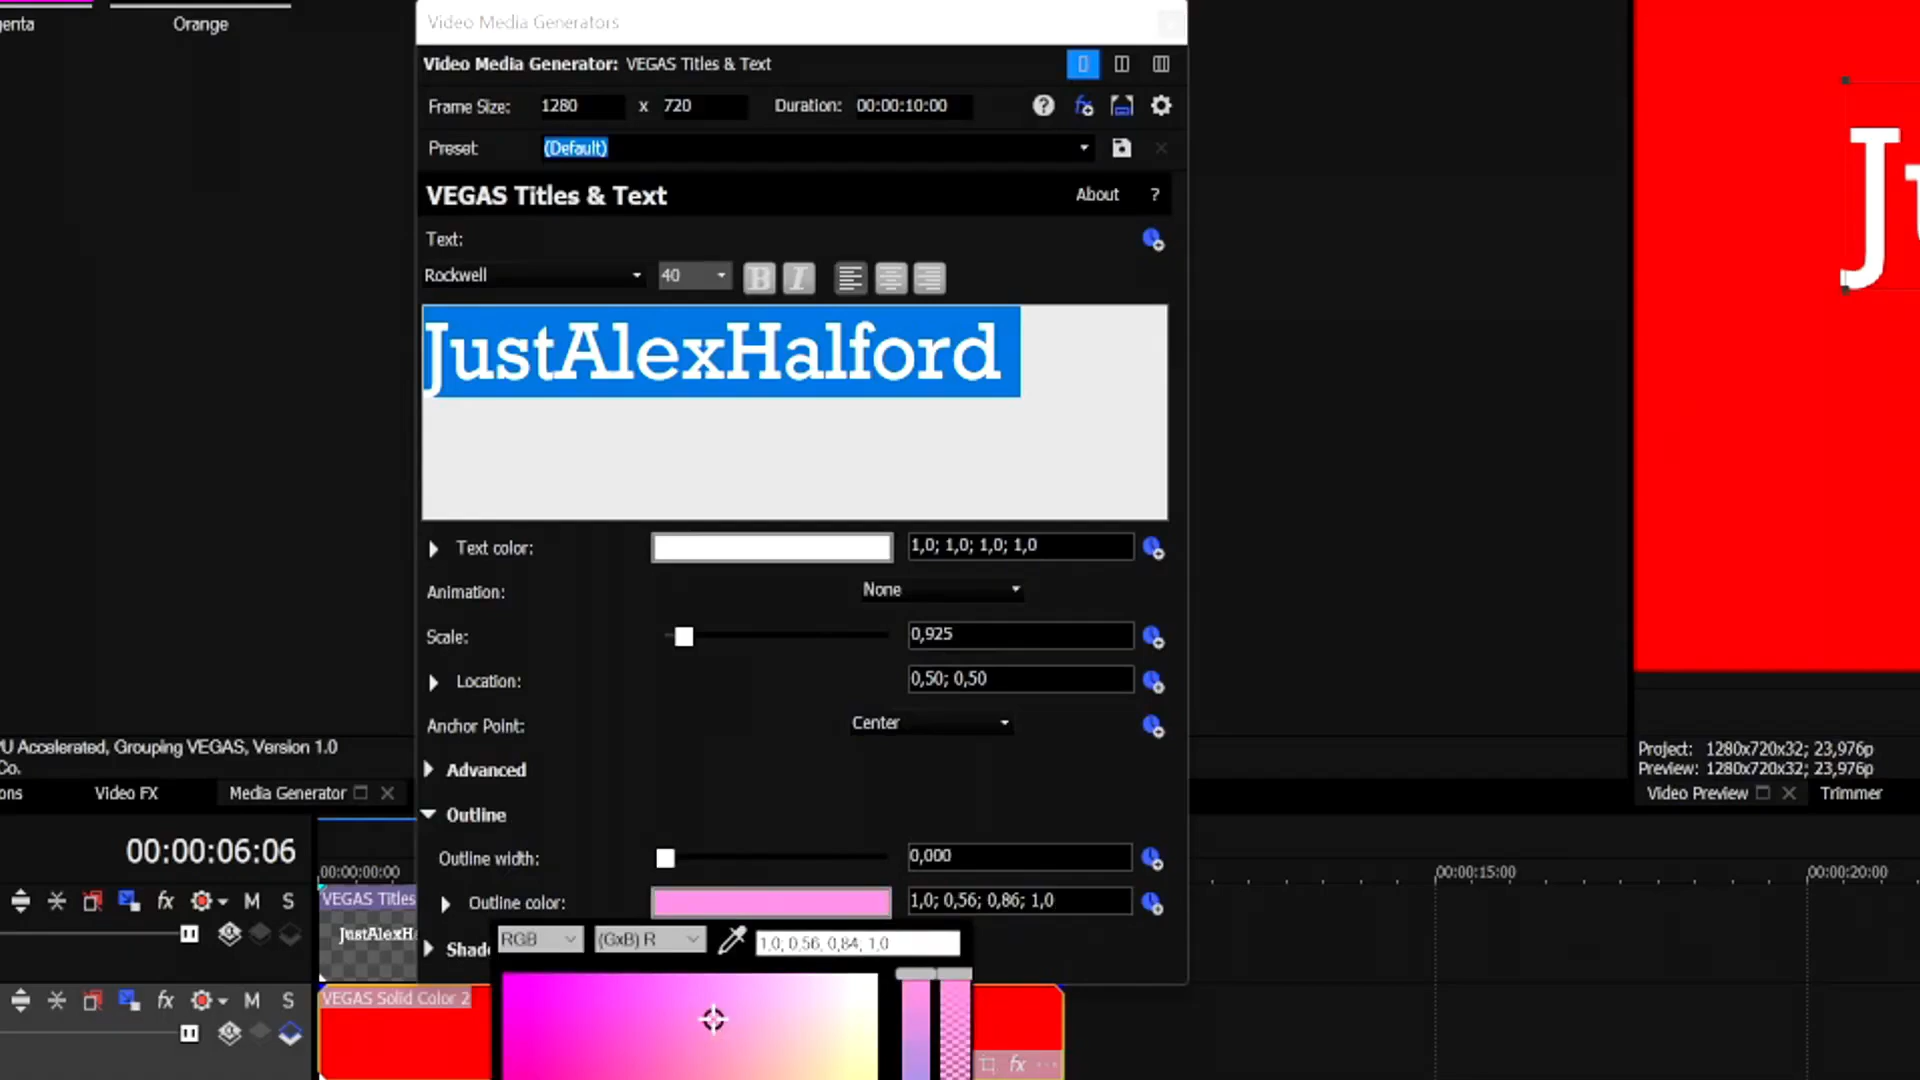 enta
Orange
Video Media Generators
Video Media Generator: VEGAS Titles & Text
Frame Size: 1280 x 720 Duration: 00:00:10:00
Preset: (Default)
VEGAS Titles & Text About ?
Text:
Rockwell 40 B I
JustAlexHalford
Text color: 1,0; 1,0; 1,0; 1,0
Animation: None
Scale: 0,925
Location: 0,50; 0,50
Anchor Point: Center
Advanced
Outline
Outline width: 0,000
Outline color: 1,0; 0,56; 0,86; 1,0
RGB (GxB) R 1,0; 0,56, 0,84, 1,0
U Accelerated, Grouping VEGAS, Version 1.0
Co.
ons Video FX Media Generator
Project: 1280x720x32; 23,976p
Preview: 1280x720x32; 23,976p
Video Preview Trimmer
00:00:06:06
00:00:00:00 00:00:15:00 00:00:20:00
fx M S
VEGAS Titles
JustAlexH
fx M S
VEGAS Solid Color 2
fx